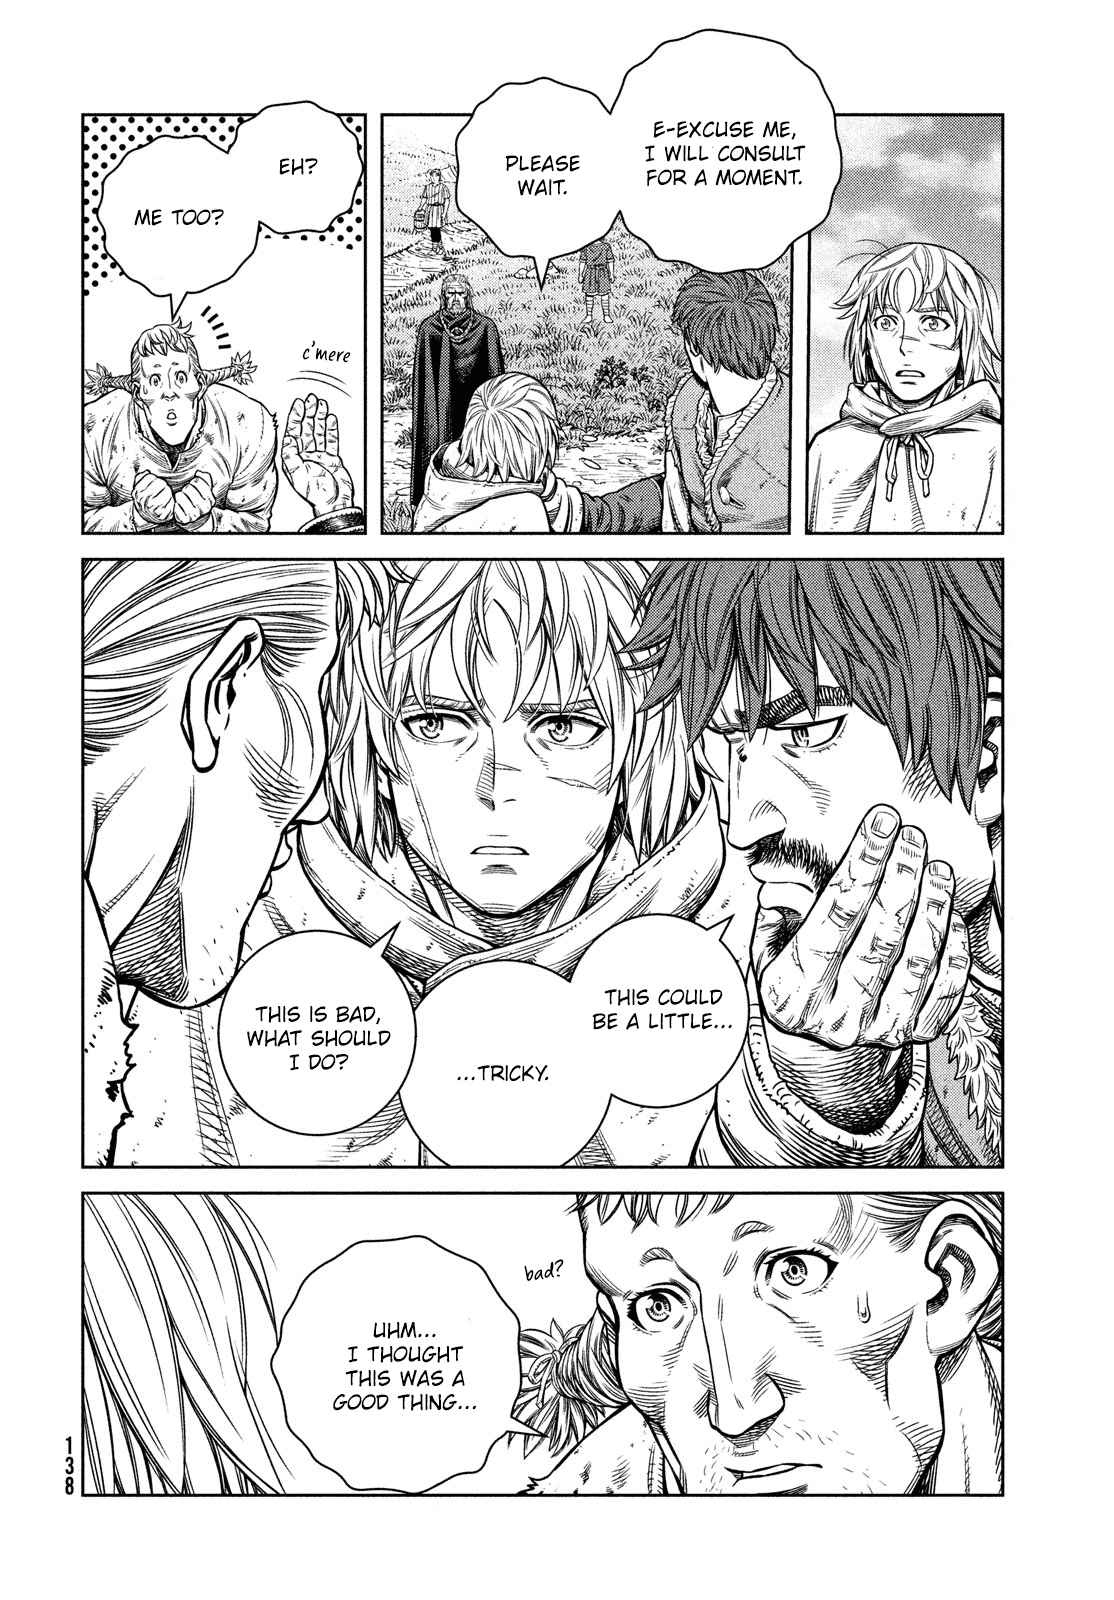 E-EXCUSE ME,
I WILL CONSULT
FOR A MOMENT.
PLEASE
WAIT.
EH?
ME TOO?
c'mere
THIS COULD
BE A LITTLE...
...TRICKY.
THIS IS BAD,
WHAT SHOULD
I DO?
bad?
UHM...
I THOUGHT
THIS WAS A
GOOD THING...
138